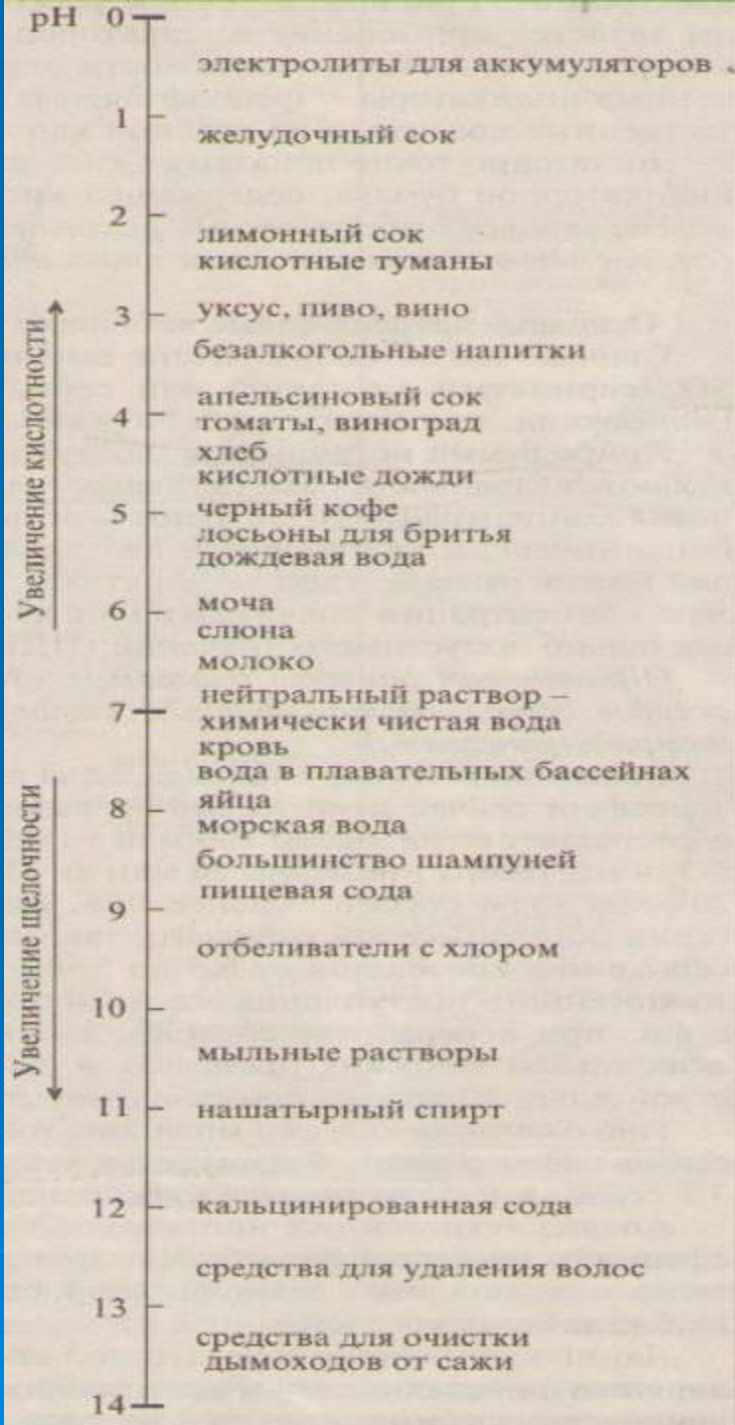 pH 0
электролиты для аккумуляторов
1
желудочный сок
2
лимонный сок
кислотные туманы
3
уксус, пиво, вино
безалкогольные напитки
апельсиновый сок
4
томаты, виноград
хлеб
кислотные дожди
5
черный кофе
лосьоны для бритья
дождевая вода
6
моча
слюна
молоко
нейтральный раствор –
7
химически чистая вода
кровь
вода в плавательных бассейнах
яйца
8
морская вода
большинство шампуней
пищевая сода
9
отбеливатели с хлором
10
мыльные растворы
11
нашатырный спирт
12
кальцинированная сода
средства для удаления волос
13
средства для очистки
дымоходов от сажи
14
Увеличение кислотности
Увеличение щелочности